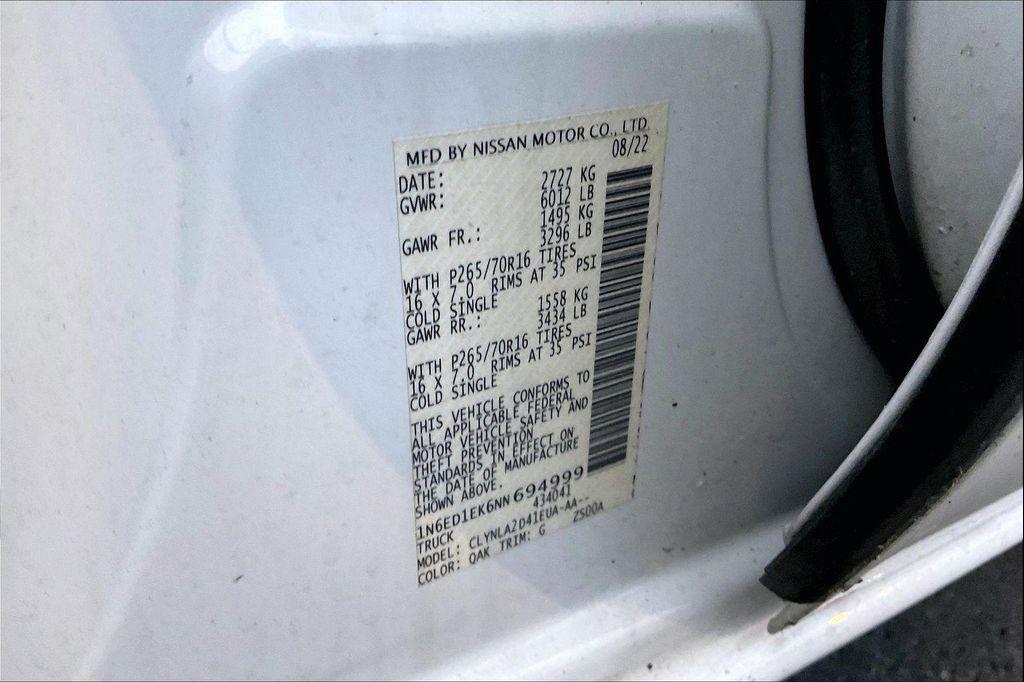 MFD BY NISSAN MOTOR CO., LTD.
DATE: 08/22
GVWR: 2727 KG
6012 LB
GAWR FR.: 1495 KG
3296 LB
WITH P265/70R16 TIRES
16 X 7.0 RIMS AT 35 PSI
COLD SINGLE
GAWR RR.: 1558 KG
3434 LB
WITH P265/70R16 TIRES
16 X 7.0 RIMS AT 35 PSI
COLD SINGLE
THIS VEHICLE CONFORMS TO
ALL APPLICABLE FEDERAL
MOTOR VEHICLE SAFETY AND
THEFT PREVENTION
STANDARDS IN EFFECT ON
THE DATE OF MANUFACTURE
SHOWN ABOVE.
1N6ED1EK6NN694999
TRUCK 434041
MODEL: CLYNLA2D41EUA-AA--
COLOR: QAK TRIM: G ZS00A